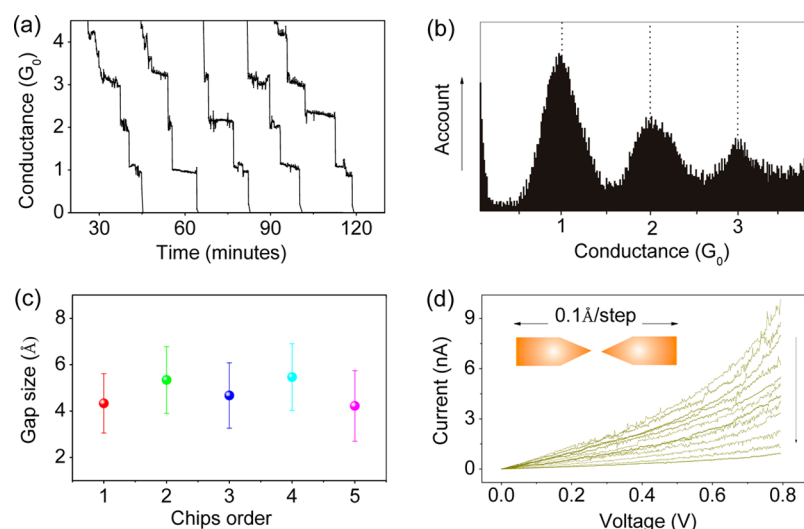 (a)
Conductance (G₀)
4
3
2
1
0
30 60 90 120
Time (minutes)
(b)
Account
1 2 3
Conductance (G₀)
(c)
Gap size (Å)
8
6
4
2
1 2 3 4 5
Chips order
(d)
0.1Å/step
Current (nA)
9
6
3
0
0.0 0.2 0.4 0.6 0.8
Voltage (V)